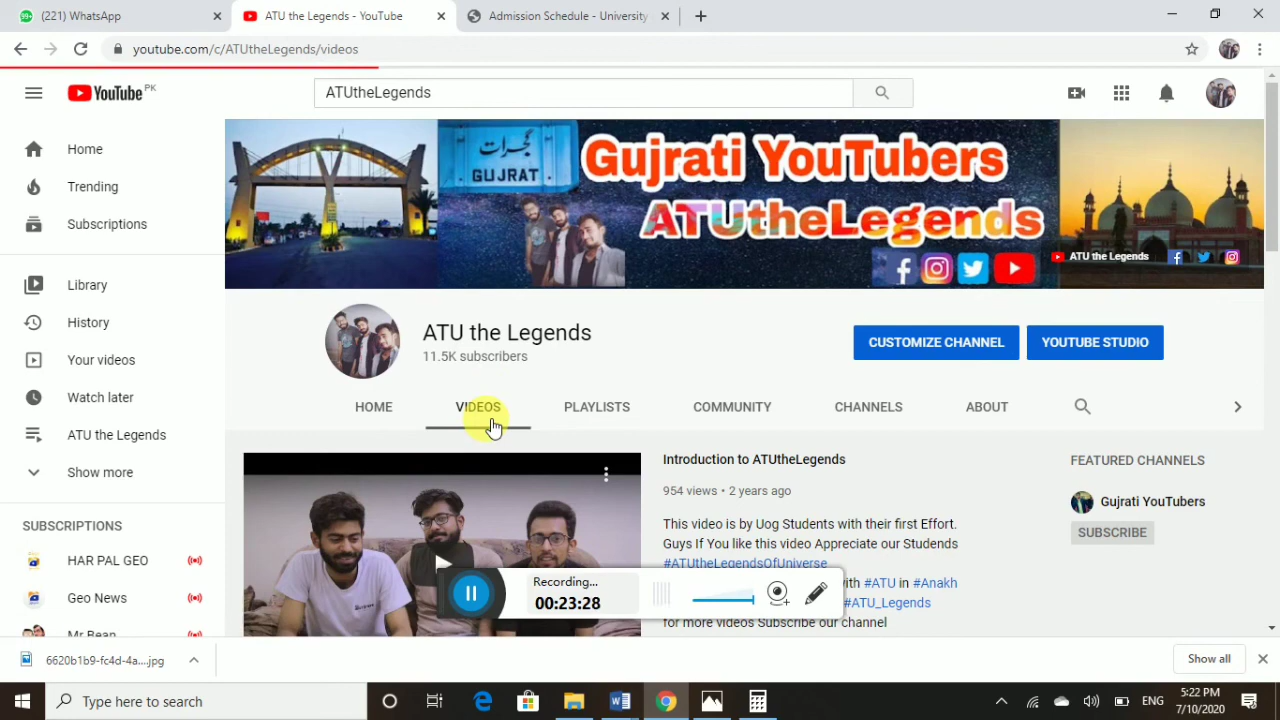 (221) WhatsApp
ATU the Legends - YouTube
Admission Schedule - University
youtube.com/c/ATUtheLegends/videos
YouTube PK
ATUtheLegends
Home
Trending
Subscriptions
Library
History
Your videos
Watch later
ATU the Legends
Show more
SUBSCRIPTIONS
HAR PAL GEO
Geo News
Mr Bean
گجرات
GUJRAT
Gujrati YouTubers
ATUtheLegends
ATU the Legends
ATU the Legends
11.5K subscribers
CUSTOMIZE CHANNEL
YOUTUBE STUDIO
HOME
VIDEOS
PLAYLISTS
COMMUNITY
CHANNELS
ABOUT
Introduction to ATUtheLegends
954 views • 2 years ago
This video is by Uog Students with their first Effort.
Guys If You like this video Appreciate our Studends
#ATUtheLegendsOfUniverse
with #ATU in #Anakh
#ATU_Legends
for more videos Subscribe our channel
FEATURED CHANNELS
Gujrati YouTubers
SUBSCRIBE
Recording...
00:23:28
6620b1b9-fc4d-4a....jpg
Show all
Type here to search
ENG
5:22 PM
7/10/2020